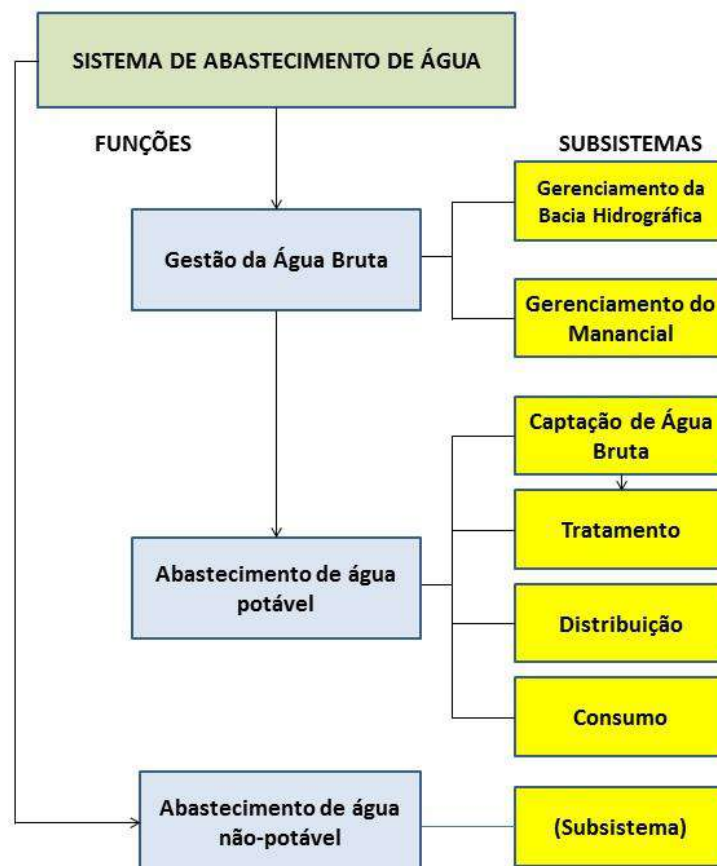 SISTEMA DE ABASTECIMENTO DE ÁGUA
FUNÇÕES
SUBSISTEMAS
Gestão da Água Bruta
Gerenciamento da
Bacia Hidrográfica
Gerenciamento do
Manancial
Abastecimento de água
potável
Captação de Água
Bruta
Tratamento
Distribuição
Consumo
Abastecimento de água
não-potável
(Subsistema)